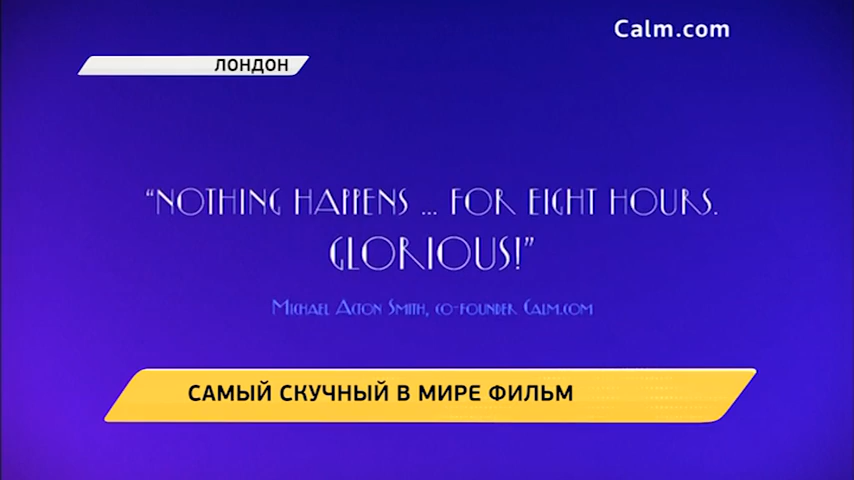 Calm.com
ЛОНДОН
“NOTHING HAPPENS ... FOR EIGHT HOURS.
GLORIOUS!”
MICHAEL ACTON SMITH, CO-FOUNDER CALM.COM
САМЫЙ СКУЧНЫЙ В МИРЕ ФИЛЬМ